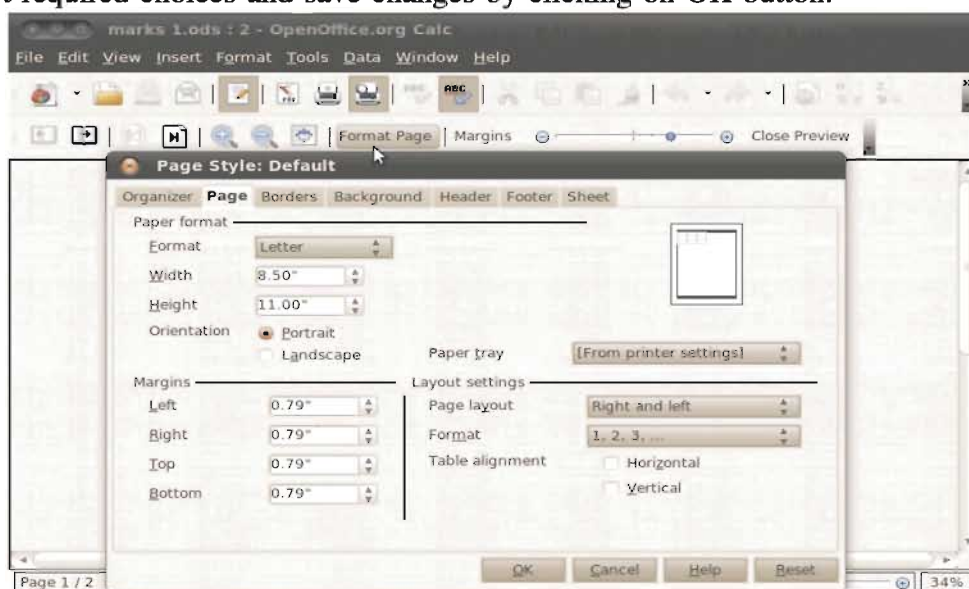 required choices and save changes by clicking on OK button.
marks 1.ods : 2 - OpenOffice.org Calc
File Edit View Insert Format Tools Data Window Help
ABC
Format Page Margins Close Preview
Page Style: Default
Organizer Page Borders Background Header Footer Sheet
Paper format
Format Letter
Width 8.50"
Height 11.00"
Orientation Portrait
Landscape Paper tray [From printer settings]
Margins Layout settings
Left 0.79" Page layout Right and left
Right 0.79" Format 1, 2, 3, ...
Top 0.79" Table alignment Horizontal
Vertical
Bottom 0.79"
OK Cancel Help Reset
Page 1 / 2 34%